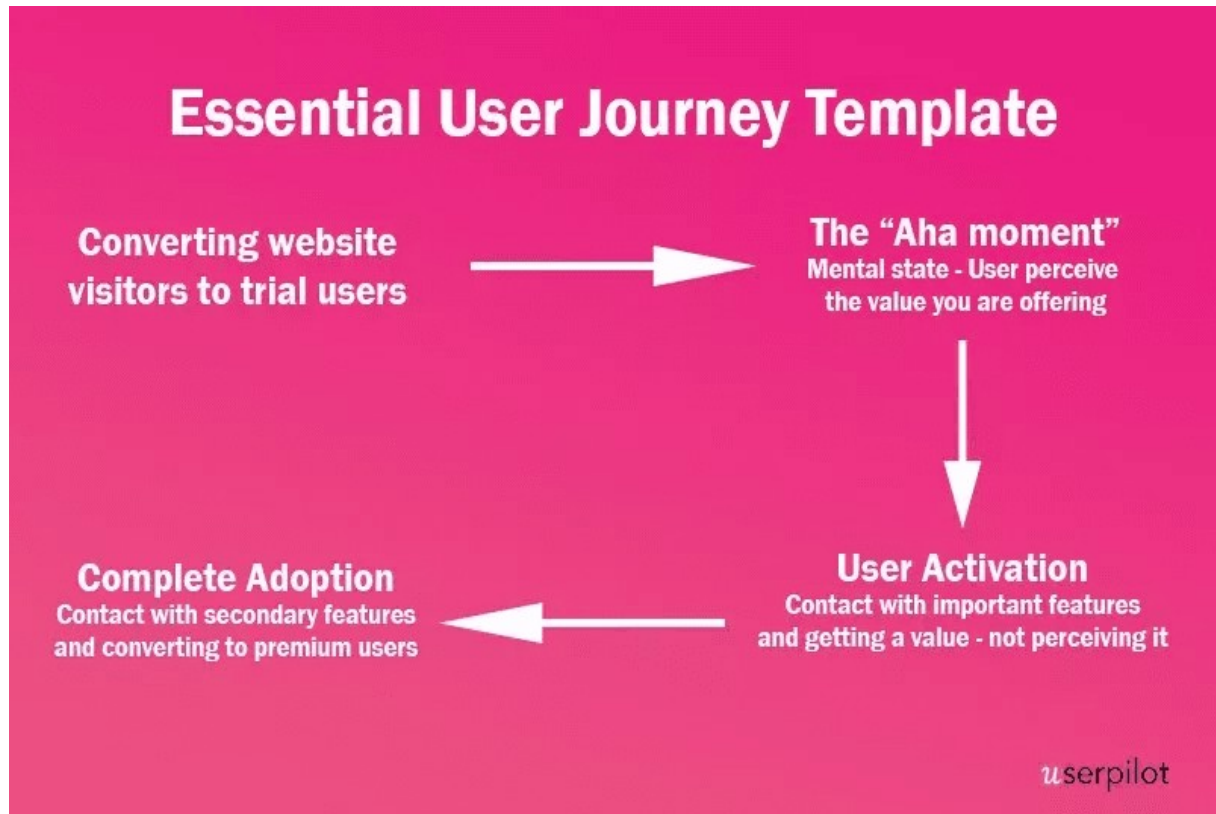 Essential User Journey Template
Converting website
visitors to trial users
The “Aha moment”
Mental state - User perceive
the value you are offering
User Activation
Contact with important features
and getting a value - not perceiving it
Complete Adoption
Contact with secondary features
and converting to premium users
userpilot